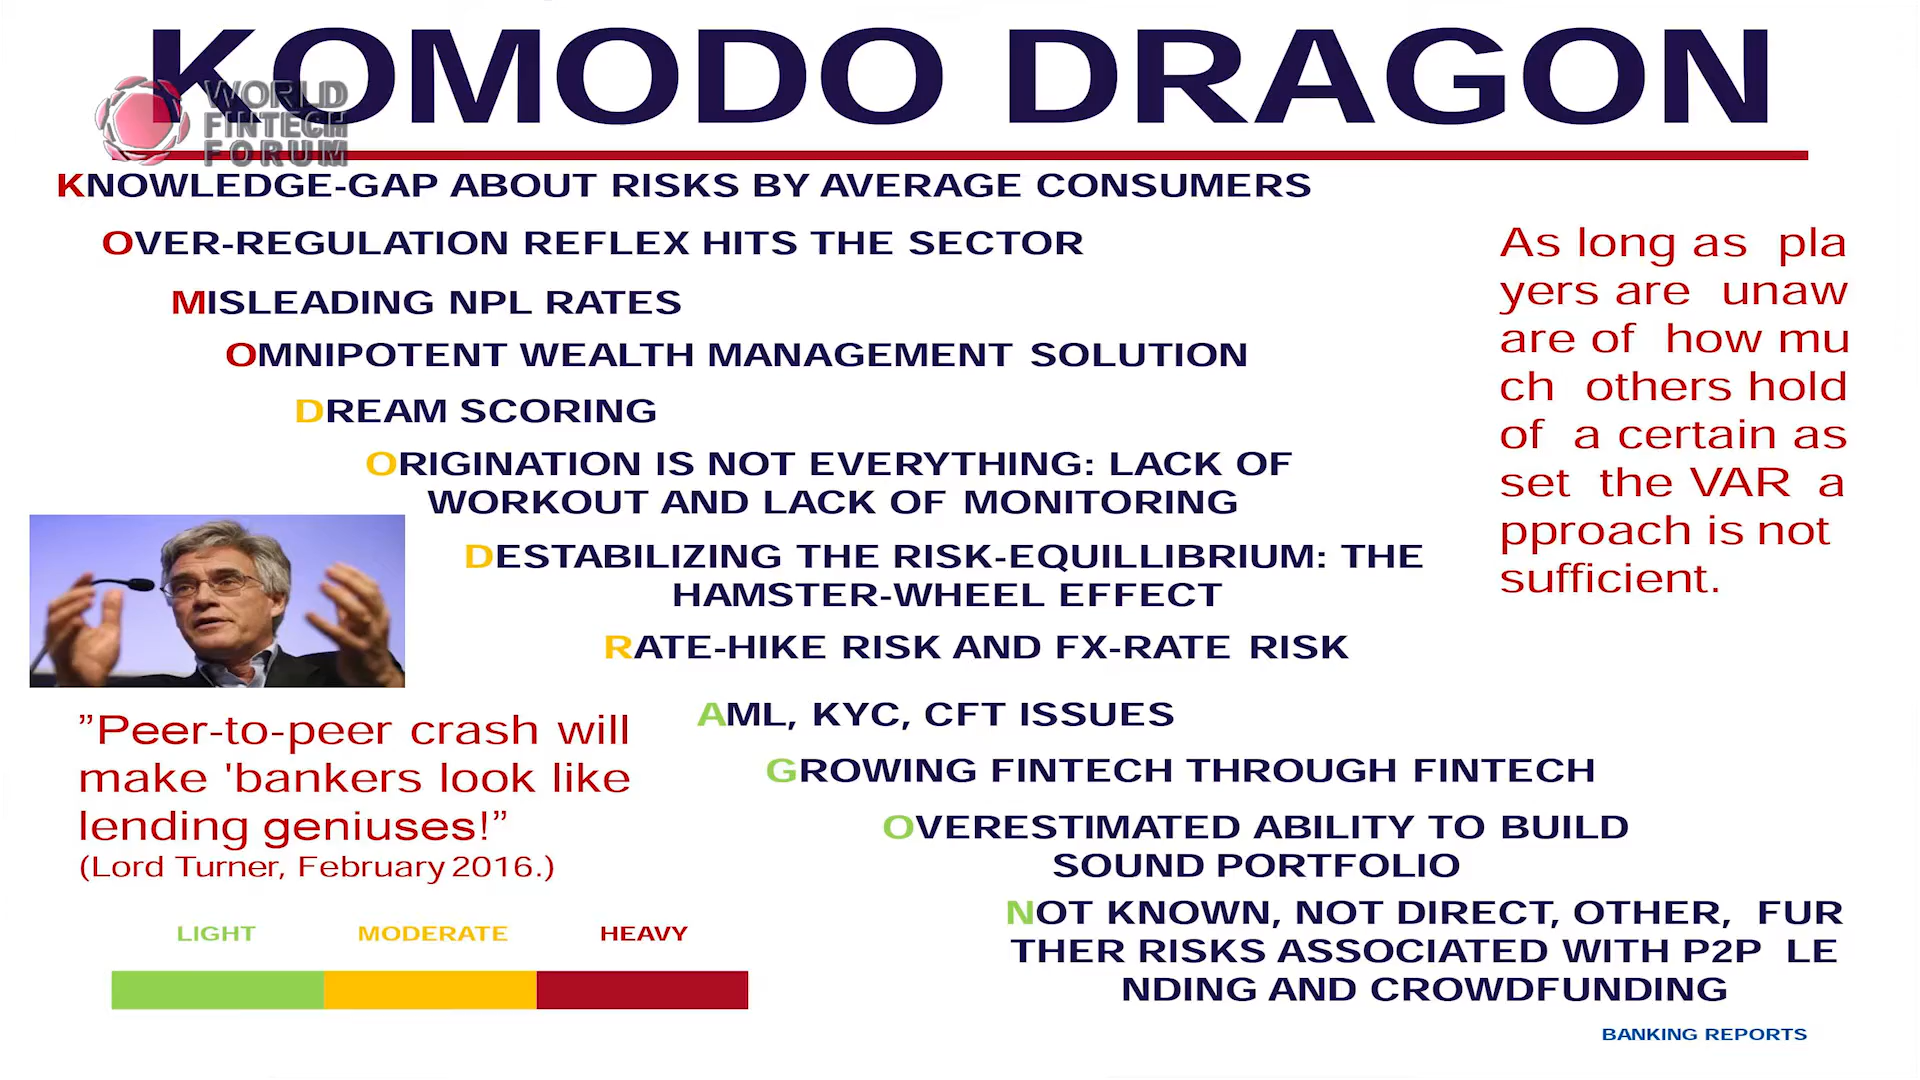 KOMODO DRAGON
WORLD
FINTECH
FORUM
KNOWLEDGE-GAP ABOUT RISKS BY AVERAGE CONSUMERS
OVER-REGULATION REFLEX HITS THE SECTOR
MISLEADING NPL RATES
OMNIPOTENT WEALTH MANAGEMENT SOLUTION
DREAM SCORING
ORIGINATION IS NOT EVERYTHING: LACK OF
WORKOUT AND LACK OF MONITORING
DESTABILIZING THE RISK-EQUILLIBRIUM: THE
HAMSTER-WHEEL EFFECT
RATE-HIKE RISK AND FX-RATE RISK
AML, KYC, CFT ISSUES
GROWING FINTECH THROUGH FINTECH
OVERESTIMATED ABILITY TO BUILD
SOUND PORTFOLIO
NOT KNOWN, NOT DIRECT, OTHER, FUR
THER RISKS ASSOCIATED WITH P2P LE
NDING AND CROWDFUNDING
As long as pla
yers are unaw
are of how mu
ch others hold
of a certain as
set the VAR a
pproach is not
sufficient.
”Peer-to-peer crash will
make 'bankers look like
lending geniuses!”
(Lord Turner, February 2016.)
LIGHT MODERATE HEAVY
BANKING REPORTS